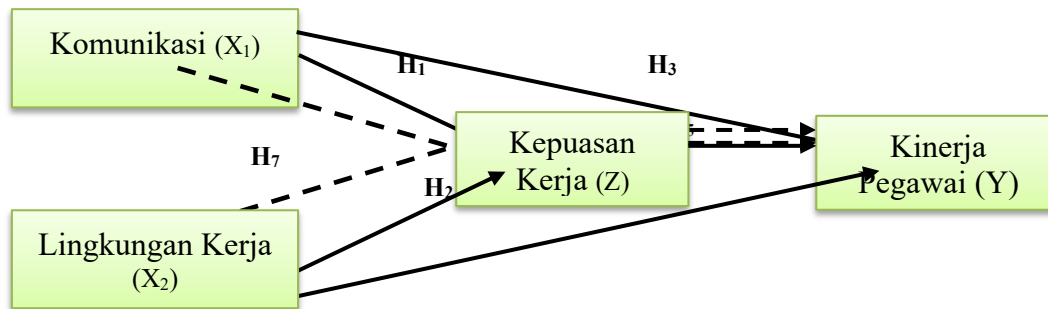 Komunikasi (X₁)
H₁
H₃
Kepuasan
Kerja (Z)
Kinerja
Pegawai (Y)
H₇
H₂
Lingkungan Kerja
(X₂)